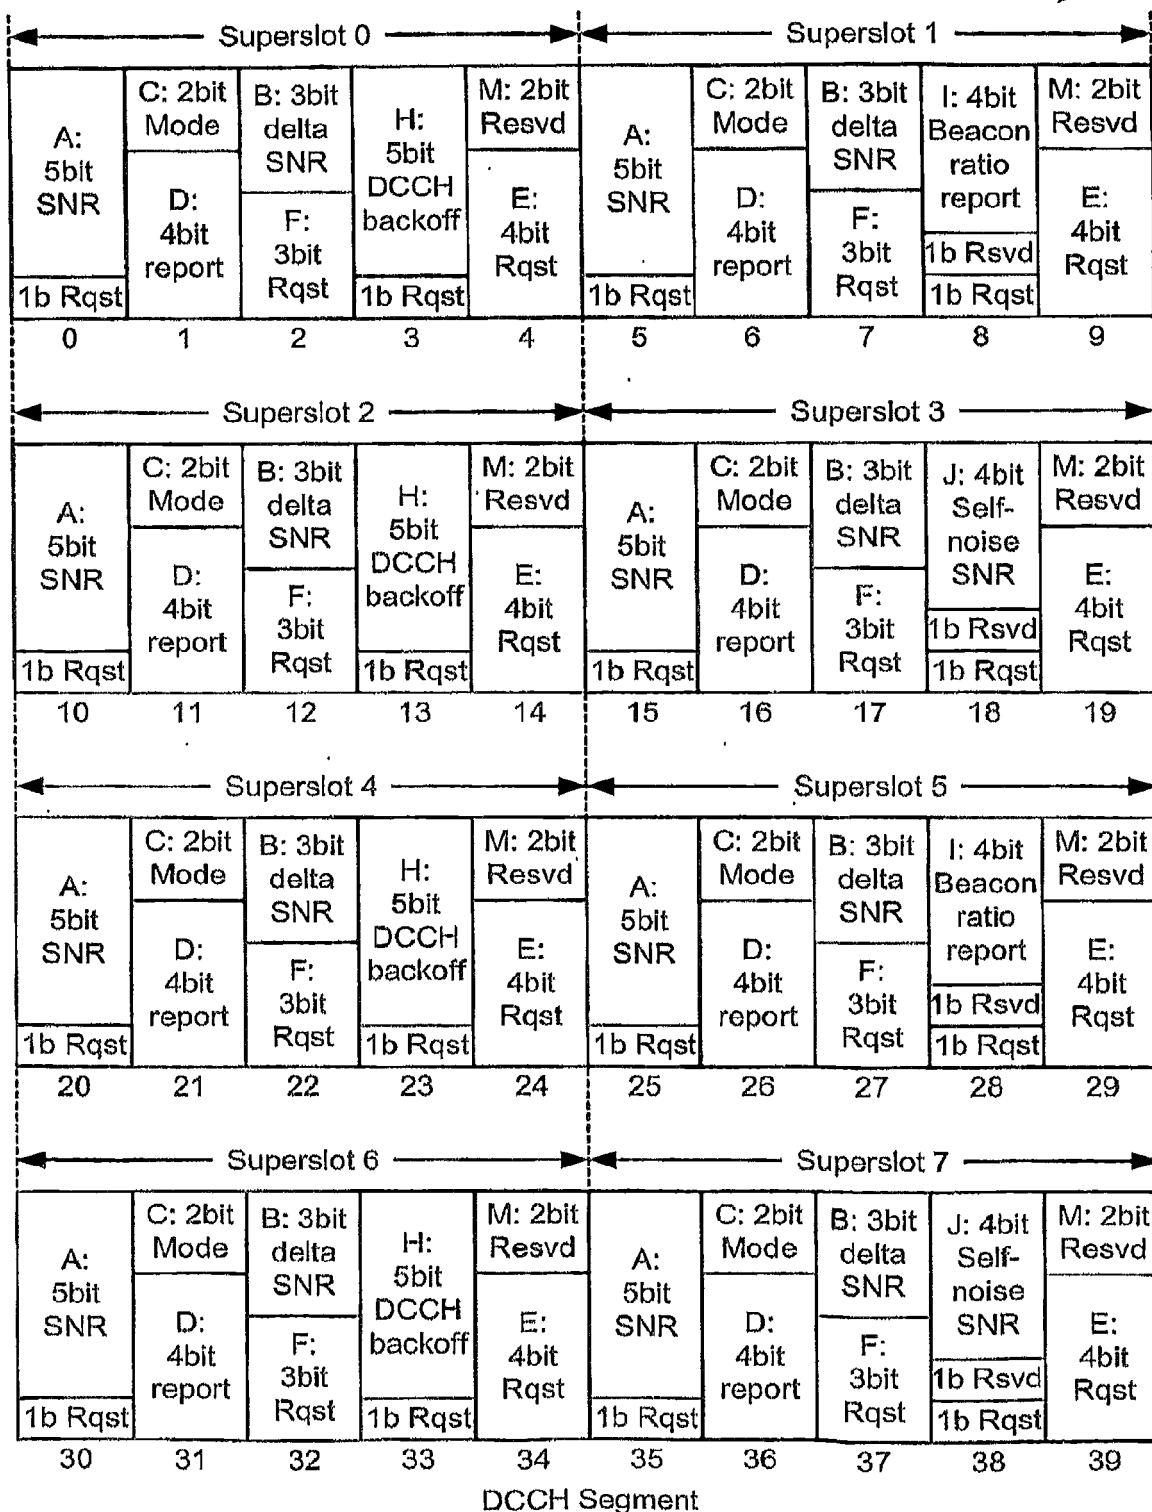 Superslot 0 Superslot 1
A:
5bit
SNR
1b Rqst
C: 2bit
Mode
D:
4bit
report
B: 3bit
delta
SNR
F:
3bit
Rqst
H:
5bit
DCCH
backoff
1b Rqst
M: 2bit
Resvd
E:
4bit
Rqst
A:
5bit
SNR
1b Rqst
C: 2bit
Mode
D:
4bit
report
B: 3bit
delta
SNR
F:
3bit
Rqst
I: 4bit
Beacon
ratio
report
1b Rsvd
1b Rqst
M: 2bit
Resvd
E:
4bit
Rqst
0 1 2 3 4 5 6 7 8 9
Superslot 2 Superslot 3
A:
5bit
SNR
1b Rqst
C: 2bit
Mode
D:
4bit
report
B: 3bit
delta
SNR
F:
3bit
Rqst
H:
5bit
DCCH
backoff
1b Rqst
M: 2bit
Resvd
E:
4bit
Rqst
A:
5bit
SNR
1b Rqst
C: 2bit
Mode
D:
4bit
report
B: 3bit
delta
SNR
F:
3bit
Rqst
J: 4bit
Self-
noise
SNR
1b Rsvd
1b Rqst
M: 2bit
Resvd
E:
4bit
Rqst
10 11 12 13 14 15 16 17 18 19
Superslot 4 Superslot 5
A:
5bit
SNR
1b Rqst
C: 2bit
Mode
D:
4bit
report
B: 3bit
delta
SNR
F:
3bit
Rqst
H:
5bit
DCCH
backoff
1b Rqst
M: 2bit
Resvd
E:
4bit
Rqst
A:
5bit
SNR
1b Rqst
C: 2bit
Mode
D:
4bit
report
B: 3bit
delta
SNR
F:
3bit
Rqst
I: 4bit
Beacon
ratio
report
1b Rsvd
1b Rqst
M: 2bit
Resvd
E:
4bit
Rqst
20 21 22 23 24 25 26 27 28 29
Superslot 6 Superslot 7
A:
5bit
SNR
1b Rqst
C: 2bit
Mode
D:
4bit
report
B: 3bit
delta
SNR
F:
3bit
Rqst
H:
5bit
DCCH
backoff
1b Rqst
M: 2bit
Resvd
E:
4bit
Rqst
A:
5bit
SNR
1b Rqst
C: 2bit
Mode
D:
4bit
report
B: 3bit
delta
SNR
F:
3bit
Rqst
J: 4bit
Self-
noise
SNR
1b Rsvd
1b Rqst
M: 2bit
Resvd
E:
4bit
Rqst
30 31 32 33 34 35 36 37 38 39
DCCH Segment